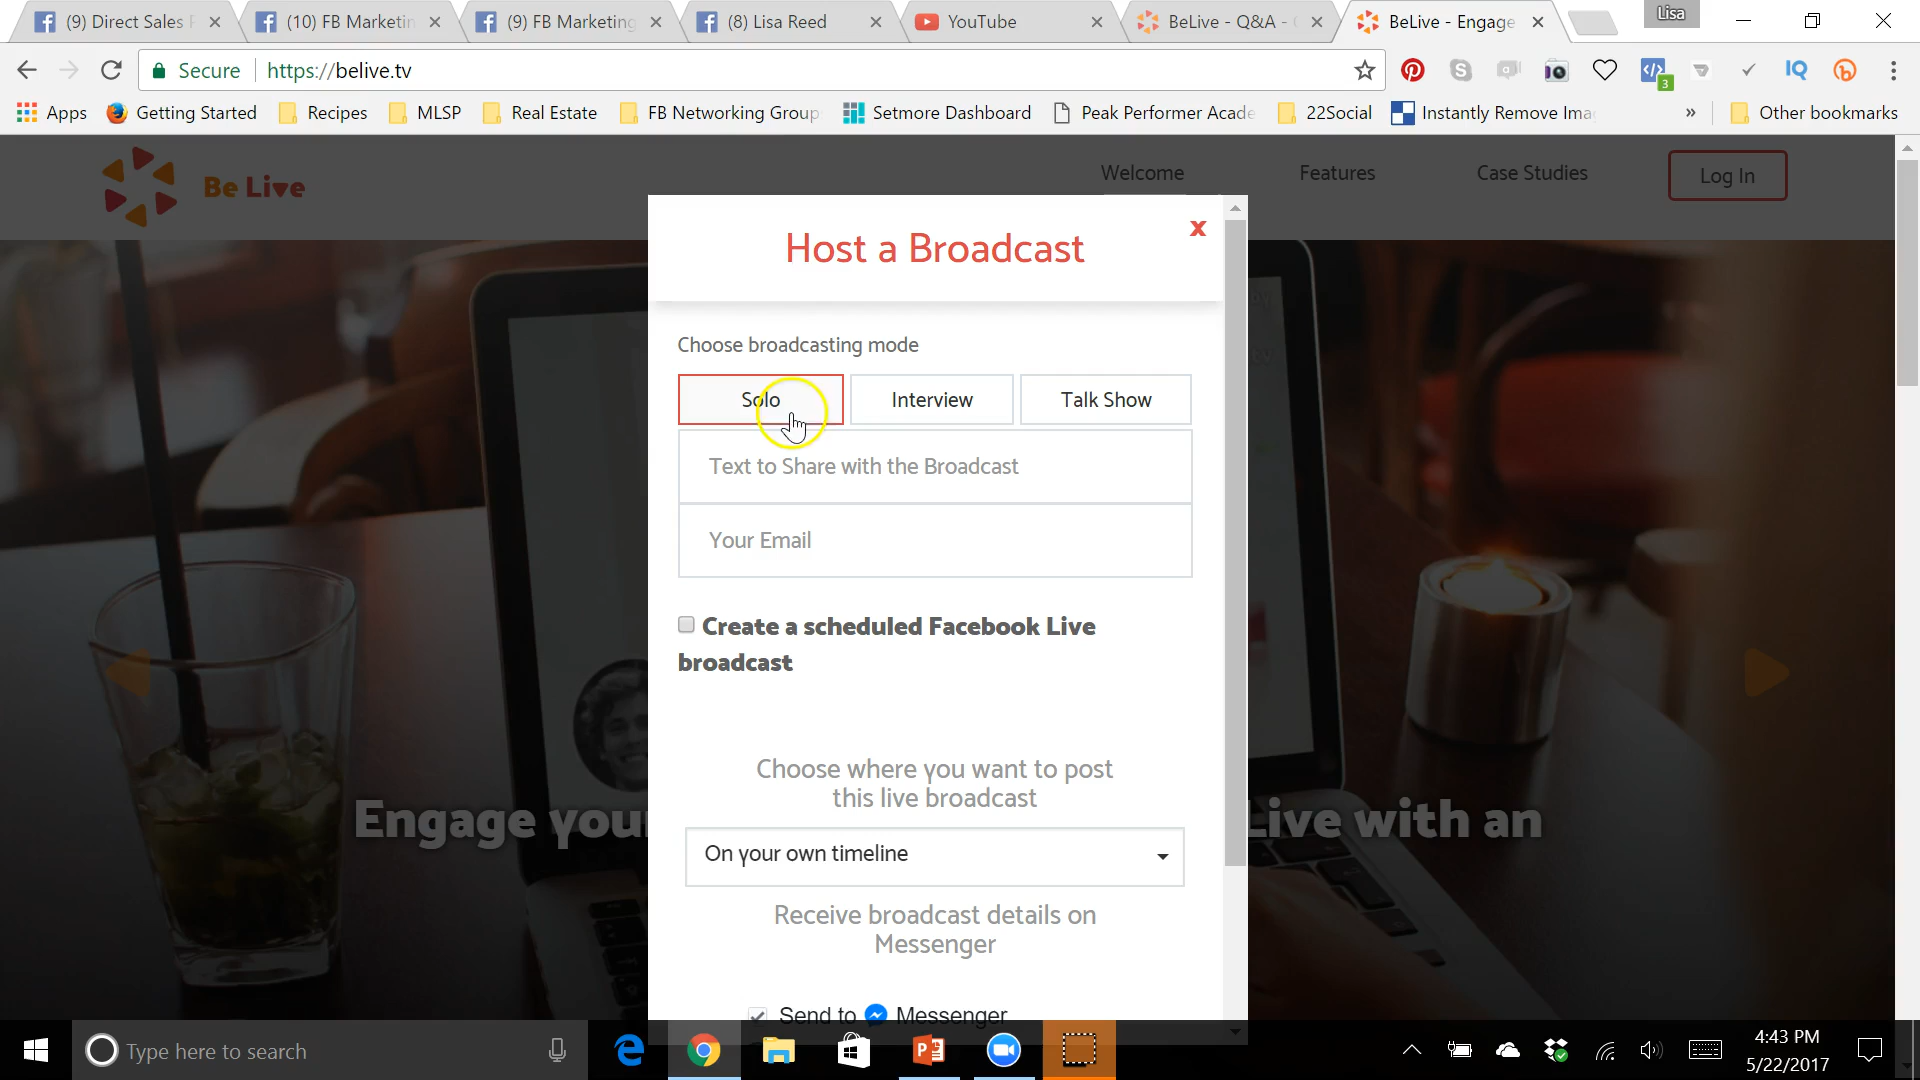 (9) Direct Sales
(10) FB Marketin
(9) FB Marketing
(8) Lisa Reed
YouTube
BeLive - Q&A -
BeLive - Engage
Lisa
Secure
https://belive.tv
3
Apps
Getting Started
Recipes
MLSP
Real Estate
FB Networking Group
Setmore Dashboard
Peak Performer Acade
22Social
Instantly Remove Ima
»
Other bookmarks
Be Live
Welcome
Features
Case Studies
Log In
Host a Broadcast
x
Choose broadcasting mode
Solo
Interview
Talk Show
Text to Share with the Broadcast
Your Email
Create a scheduled Facebook Live
broadcast
Choose where you want to post
this live broadcast
On your own timeline
Receive broadcast details on
Messenger
Send to Messenger
Engage your
Live with an
Type here to search
4:43 PM
5/22/2017